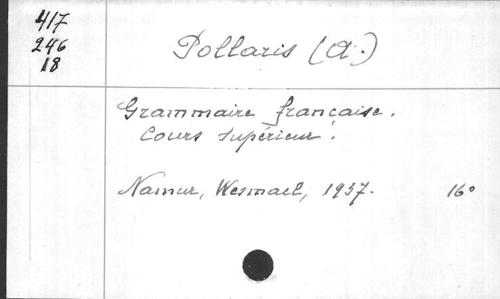 417
246
18
Pollaris (A.)
Grammaire française.
Cours supérieur.
Namur, Wesmael, 1937. 16°